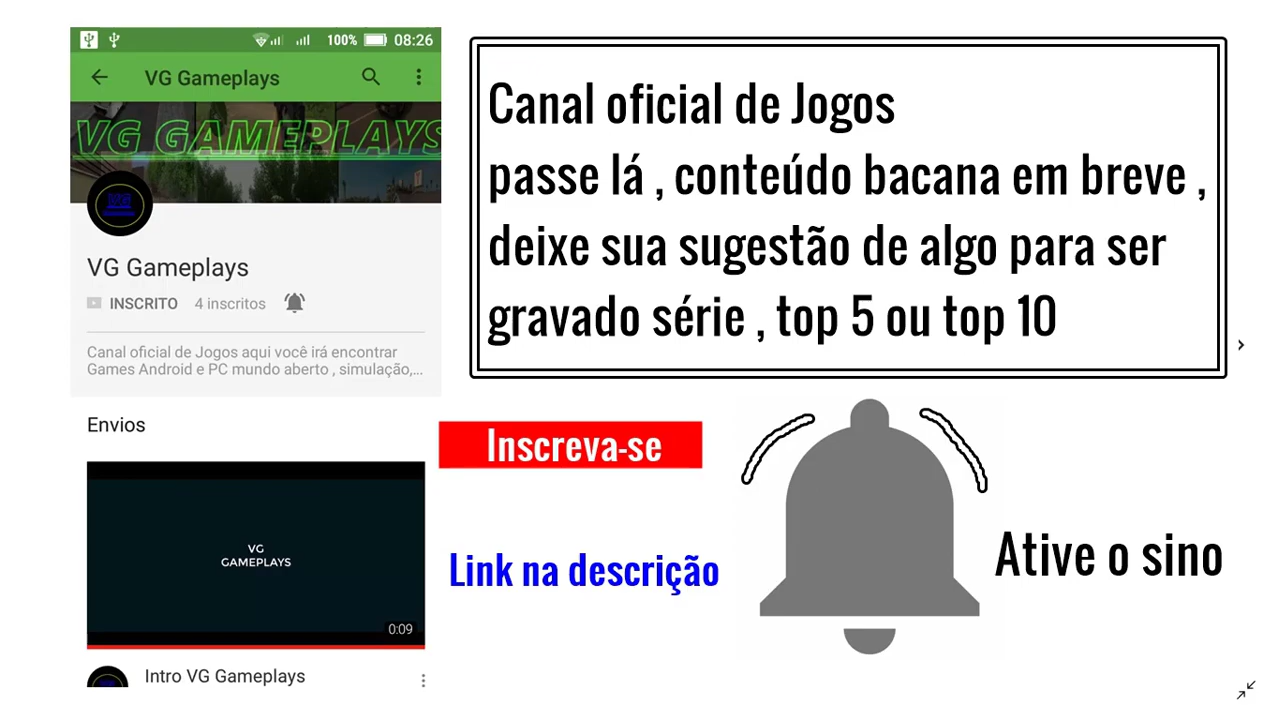 100% 08:26
VG Gameplays
VG GAMEPLAYS
VG
VG Gameplays
INSCRITO 4 inscritos
Canal oficial de Jogos aqui você irá encontrar
Games Android e PC mundo aberto , simulação,...
Envios
VG
GAMEPLAYS
0:09
Intro VG Gameplays
Canal oficial de Jogos
passe lá , conteúdo bacana em breve ,
deixe sua sugestão de algo para ser
gravado série , top 5 ou top 10
Inscreva-se
Link na descrição
Ative o sino